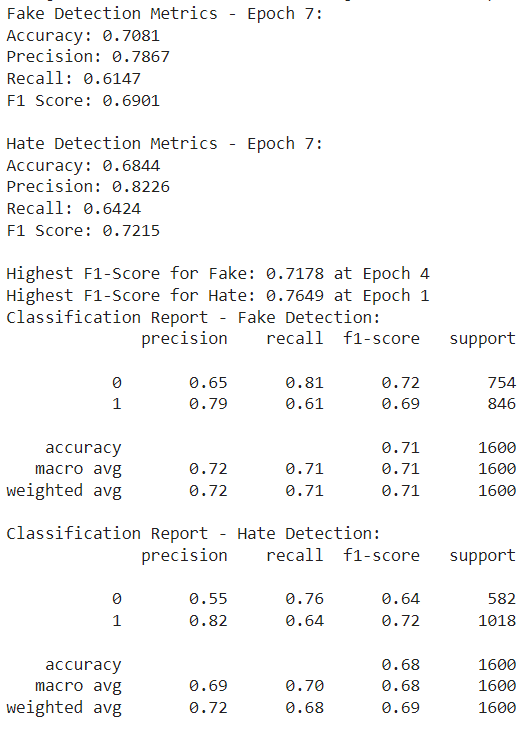 Fake Detection Metrics - Epoch 7:
Accuracy: 0.7081
Precision: 0.7867
Recall: 0.6147
F1 Score: 0.6901
Hate Detection Metrics - Epoch 7:
Accuracy: 0.6844
Precision: 0.8226
Recall: 0.6424
F1 Score: 0.7215
Highest F1-Score for Fake: 0.7178 at Epoch 4
Highest F1-Score for Hate: 0.7649 at Epoch 1
Classification Report - Fake Detection:
precision recall f1-score support
0 0.65 0.81 0.72 754
1 0.79 0.61 0.69 846
accuracy 0.71 1600
macro avg 0.72 0.71 0.71 1600
weighted avg 0.72 0.71 0.71 1600
Classification Report - Hate Detection:
precision recall f1-score support
0 0.55 0.76 0.64 582
1 0.82 0.64 0.72 1018
accuracy 0.68 1600
macro avg 0.69 0.70 0.68 1600
weighted avg 0.72 0.68 0.69 1600